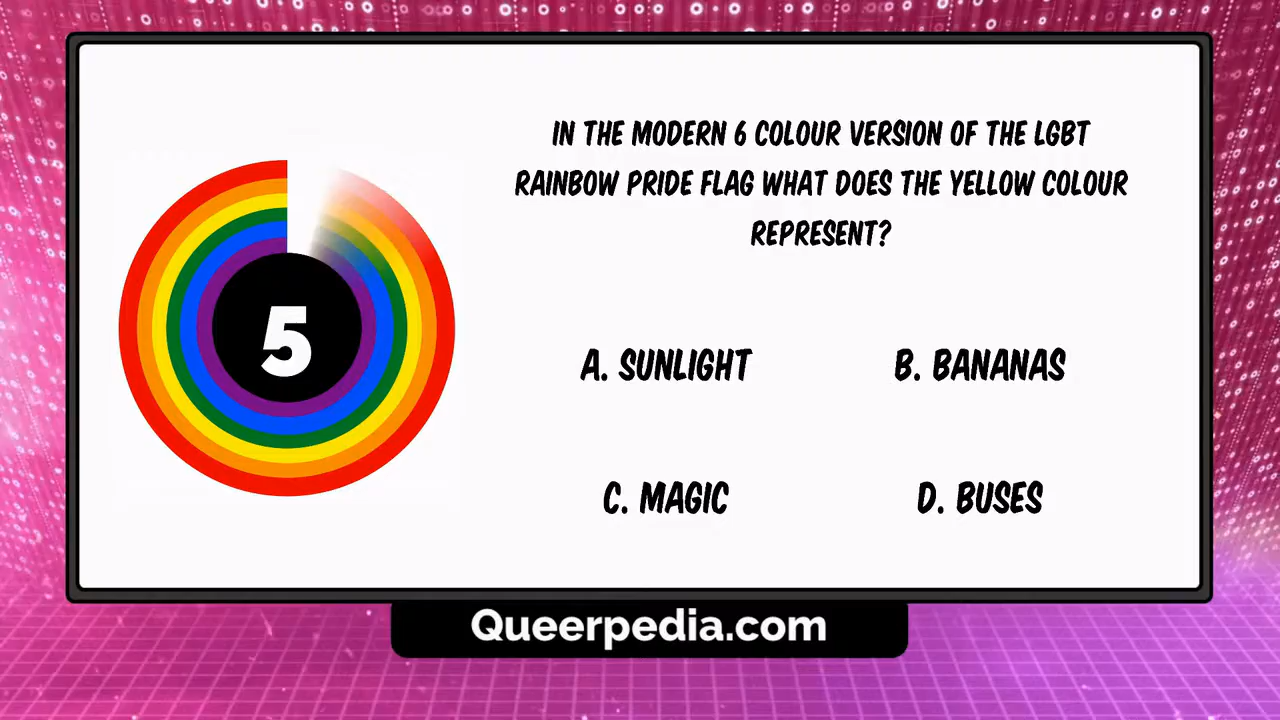 IN THE MODERN 6 COLOUR VERSION OF THE LGBT
RAINBOW PRIDE FLAG WHAT DOES THE YELLOW COLOUR
REPRESENT?
5
A. SUNLIGHT
B. BANANAS
C. MAGIC
D. BUSES
Queerpedia.com